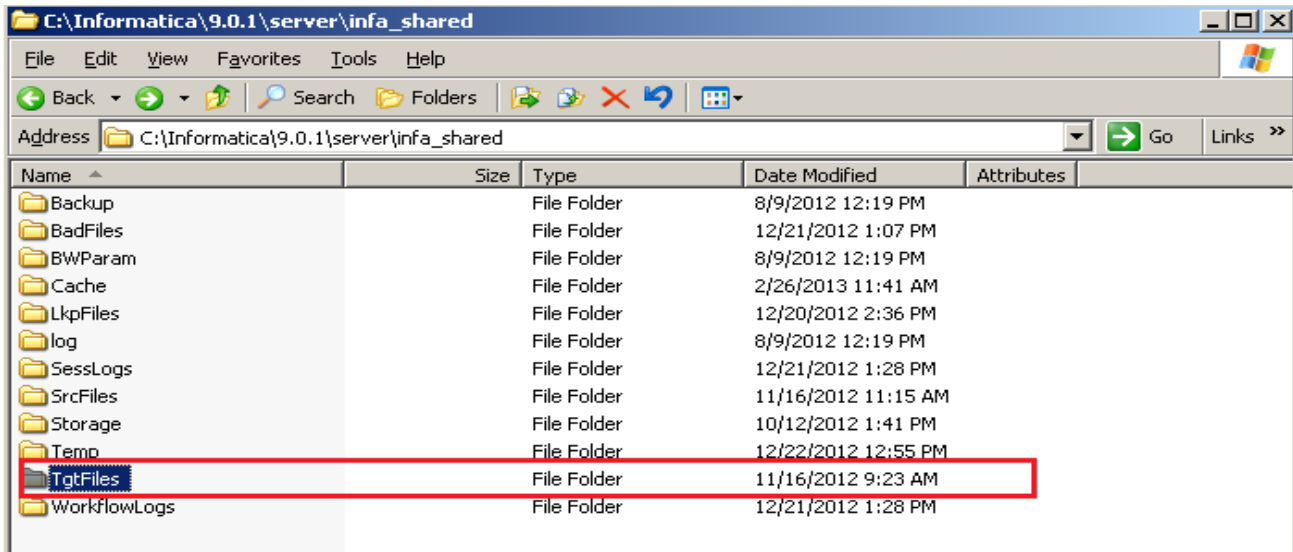 C:\Informatica\9.0.1\server\infa_shared
File Edit View Favorites Tools Help
Back Search Folders
Address C:\Informatica\9.0.1\server\infa_shared Go Links »
Name Size Type Date Modified Attributes
Backup File Folder 8/9/2012 12:19 PM
BadFiles File Folder 12/21/2012 1:07 PM
BWParam File Folder 8/9/2012 12:19 PM
Cache File Folder 2/26/2013 11:41 AM
LkpFiles File Folder 12/20/2012 2:36 PM
log File Folder 8/9/2012 12:19 PM
SessLogs File Folder 12/21/2012 1:28 PM
SrcFiles File Folder 11/16/2012 11:15 AM
Storage File Folder 10/12/2012 1:41 PM
Temp File Folder 12/22/2012 12:55 PM
TgtFiles File Folder 11/16/2012 9:23 AM
WorkflowLogs File Folder 12/21/2012 1:28 PM